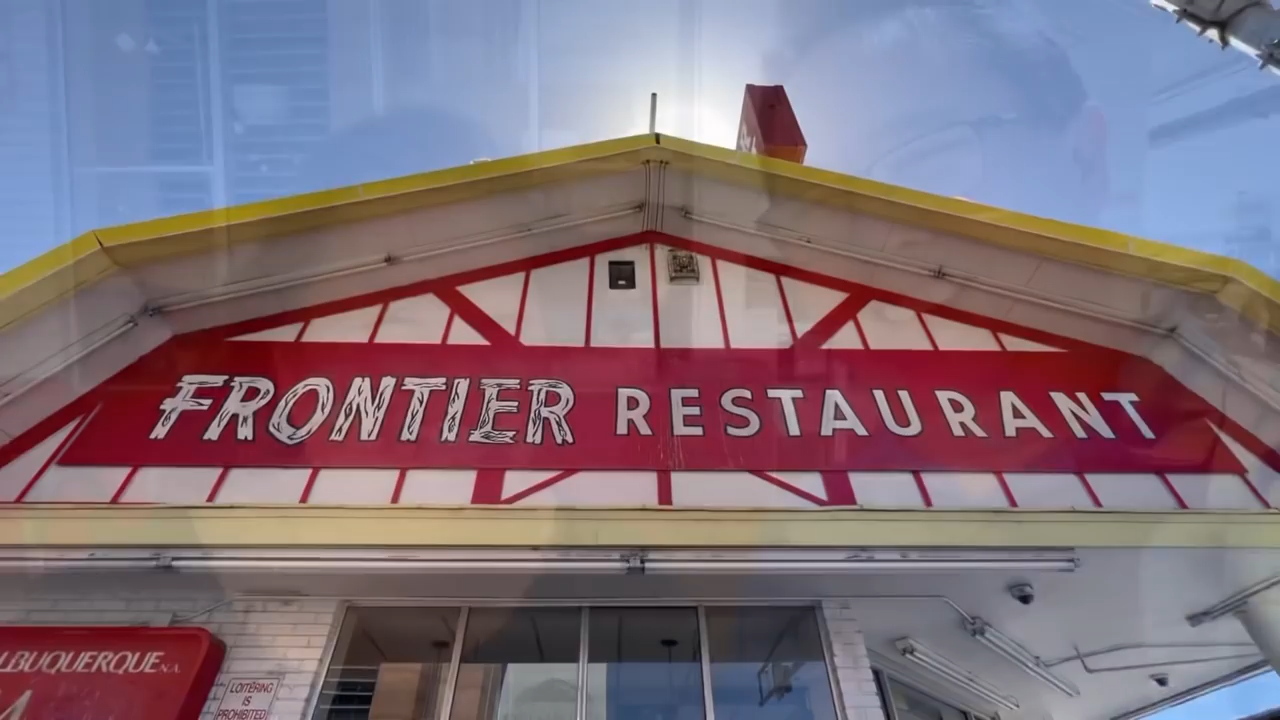 FRONTIER RESTAURANT
ALBUQUERQUE N.A.
LOITERING
IS
PROHIBITED